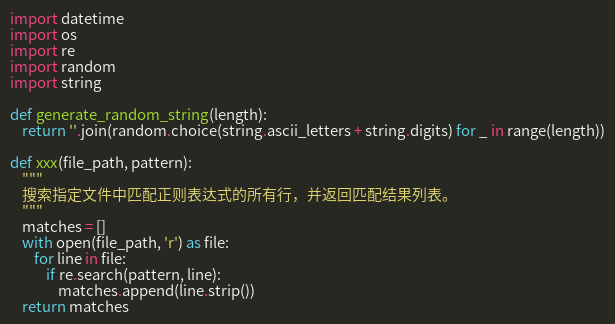 import datetime
import os
import re
import random
import string

def generate_random_string(length):
    return ''.join(random.choice(string.ascii_letters + string.digits) for _ in range(length))

def xxx(file_path, pattern):
    """
    搜索指定文件中匹配正则表达式的所有行，并返回匹配结果列表。
    """
    matches = []
    with open(file_path, 'r') as file:
        for line in file:
            if re.search(pattern, line):
                matches.append(line.strip())
    return matches